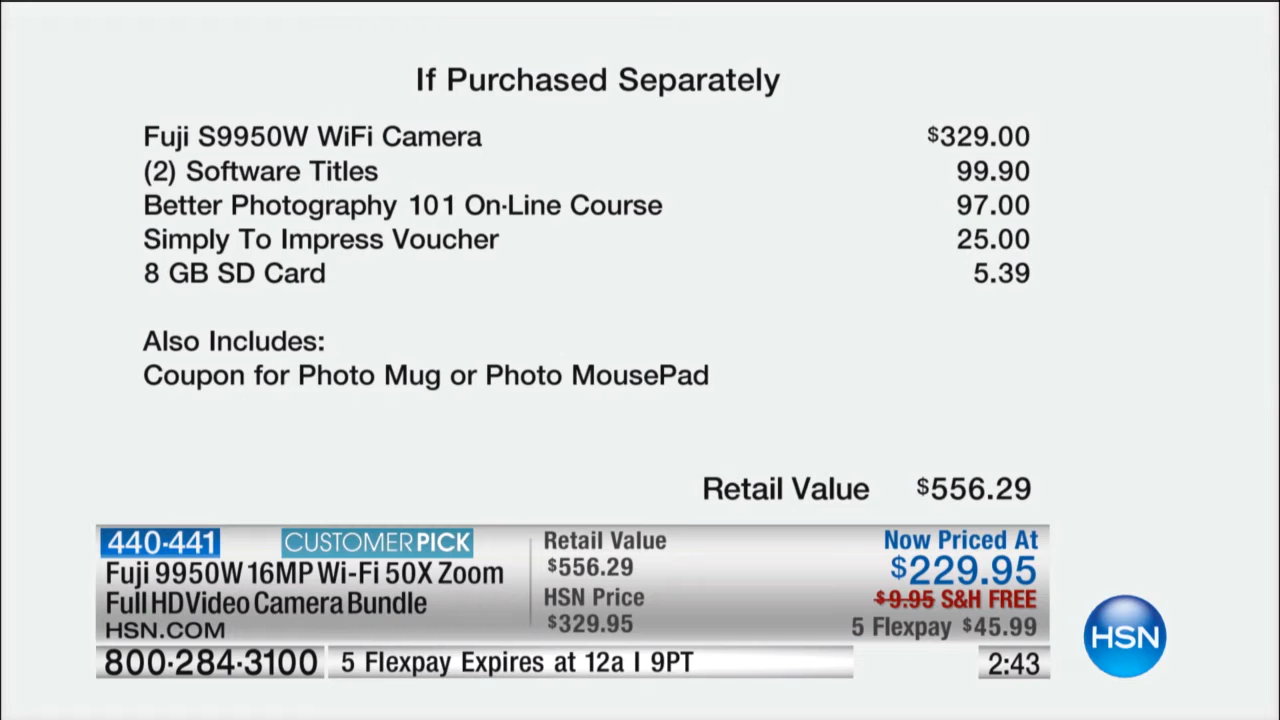 If Purchased Separately
Fuji S9950W WiFi Camera $329.00
(2) Software Titles 99.90
Better Photography 101 On-Line Course 97.00
Simply To Impress Voucher 25.00
8 GB SD Card 5.39
Also Includes:
Coupon for Photo Mug or Photo MousePad
Retail Value $556.29
440-441 CUSTOMER PICK
Fuji 9950W 16MP Wi-Fi 50X Zoom
Full HD Video Camera Bundle
HSN.COM
Retail Value
$556.29
HSN Price
$329.95
Now Priced At
$229.95
$9.95 S&H FREE
5 Flexpay $45.99
800-284-3100 5 Flexpay Expires at 12a I 9PT 2:43
HSN